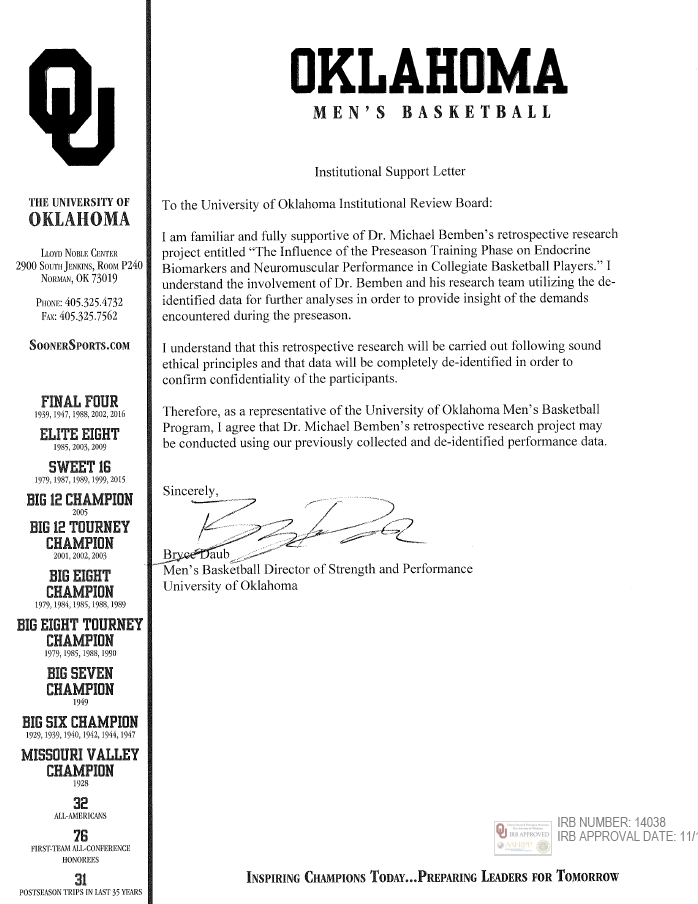 OU
THE UNIVERSITY OF
OKLAHOMA
LLOYD NOBLE CENTER
2900 SOUTH JENKINS, ROOM P240
NORMAN, OK 73019
PHONE: 405.325.4732
FAX: 405.325.7562
SOONERSPORTS.COM
FINAL FOUR
1939, 1947, 1988, 2002, 2016
ELITE EIGHT
1985, 2003, 2009
SWEET 16
1979, 1987, 1989, 1999, 2015
BIG 12 CHAMPION
2005
BIG 12 TOURNEY
CHAMPION
2001, 2002, 2003
BIG EIGHT
CHAMPION
1979, 1984, 1985, 1988, 1989
BIG EIGHT TOURNEY
CHAMPION
1979, 1985, 1988, 1990
BIG SEVEN
CHAMPION
1949
BIG SIX CHAMPION
1929, 1939, 1940, 1942, 1944, 1947
MISSOURI VALLEY
CHAMPION
1928
32
ALL-AMERICANS
76
FIRST-TEAM ALL-CONFERENCE
HONOREES
31
POSTSEASON TRIPS IN LAST 35 YEARS
OKLAHOMA
MEN'S BASKETBALL
Institutional Support Letter
To the University of Oklahoma Institutional Review Board:
I am familiar and fully supportive of Dr. Michael Bemben's retrospective research
project entitled “The Influence of the Preseason Training Phase on Endocrine
Biomarkers and Neuromuscular Performance in Collegiate Basketball Players.” I
understand the involvement of Dr. Bemben and his research team utilizing the de-
identified data for further analyses in order to provide insight of the demands
encountered during the preseason.
I understand that this retrospective research will be carried out following sound
ethical principles and that data will be completely de-identified in order to
confirm confidentiality of the participants.
Therefore, as a representative of the University of Oklahoma Men's Basketball
Program, I agree that Dr. Michael Bemben's retrospective research project may
be conducted using our previously collected and de-identified performance data.
Sincerely,
Bryce Daub
Men's Basketball Director of Strength and Performance
University of Oklahoma
IRB APPROVED
IRB NUMBER: 14038
IRB APPROVAL DATE: 11/
INSPIRING CHAMPIONS TODAY...PREPARING LEADERS FOR TOMORROW